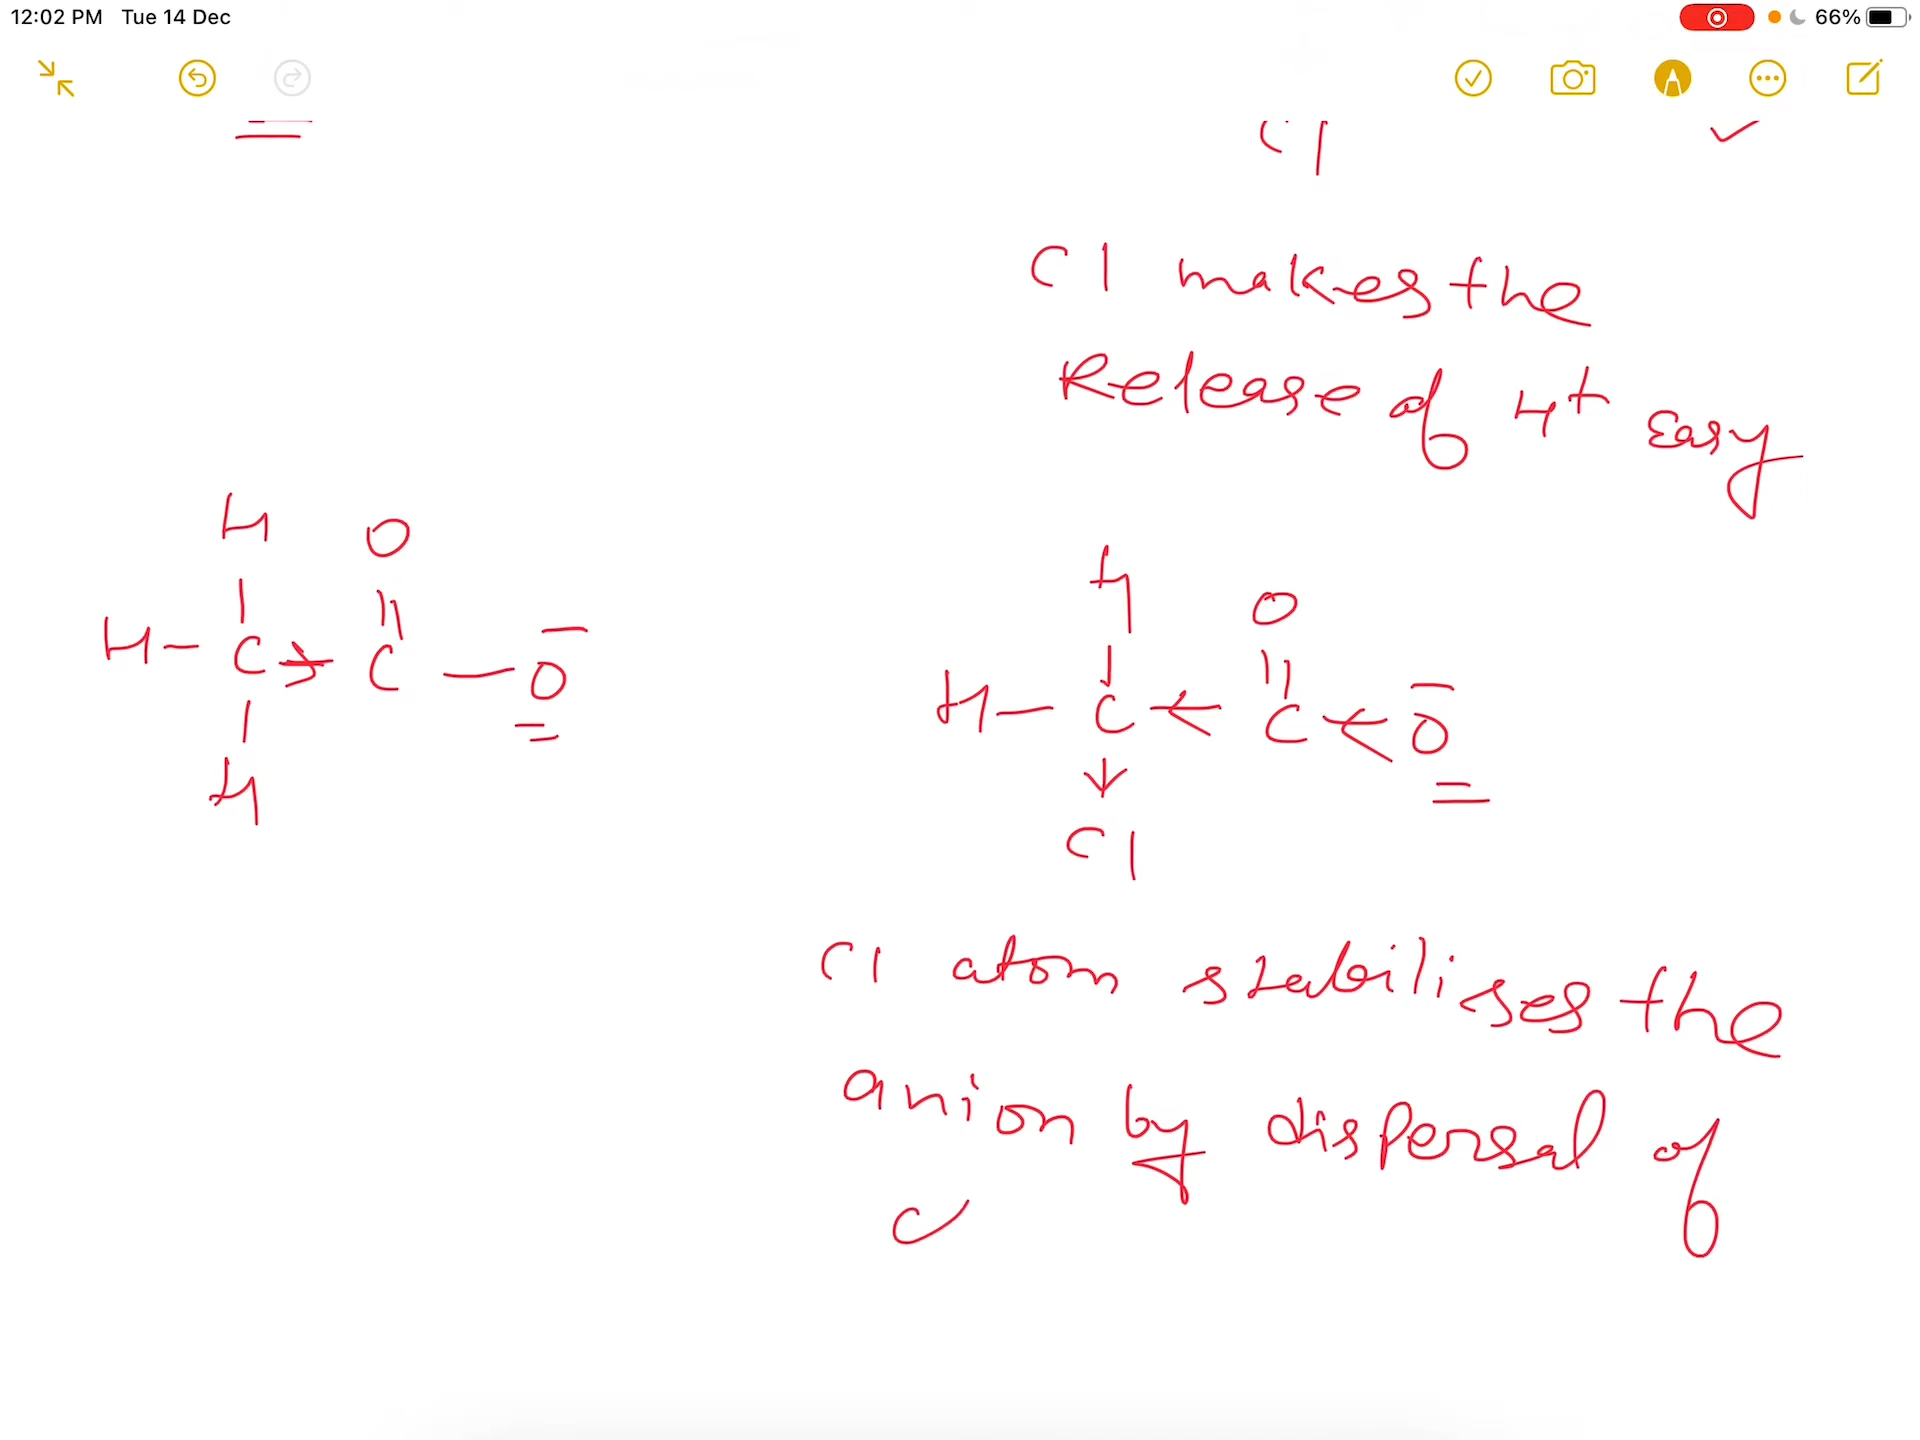 12:02 PM Tue 14 Dec 66%
Cl
Cl makes the
Release of H+ Easy
H O
H - C > C - O
H
H O
H - C < C < O
Cl
Cl atom stabilises the
anion by dispersal of